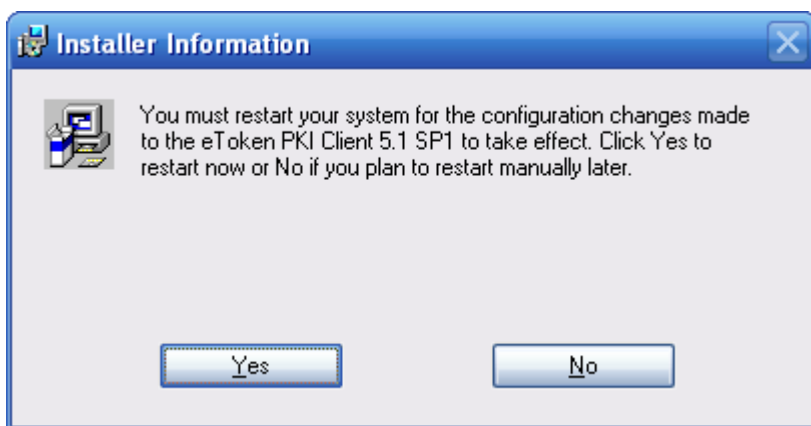 Installer Information
You must restart your system for the configuration changes made
to the eToken PKI Client 5.1 SP1 to take effect. Click Yes to
restart now or No if you plan to restart manually later.
Yes
No